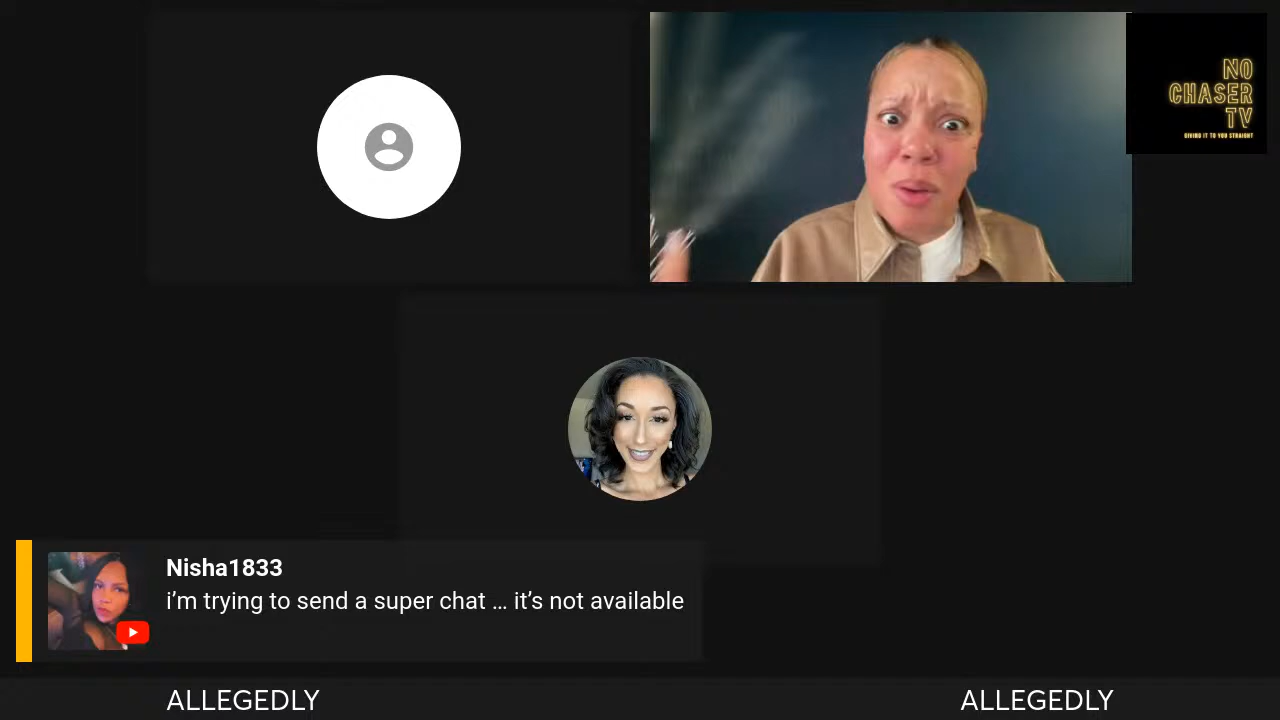 NO
CHASER
TV
GIVING IT TO YOU STRAIGHT
Nisha1833
i’m trying to send a super chat ... it’s not available
ALLEGEDLY ALLEGEDLY